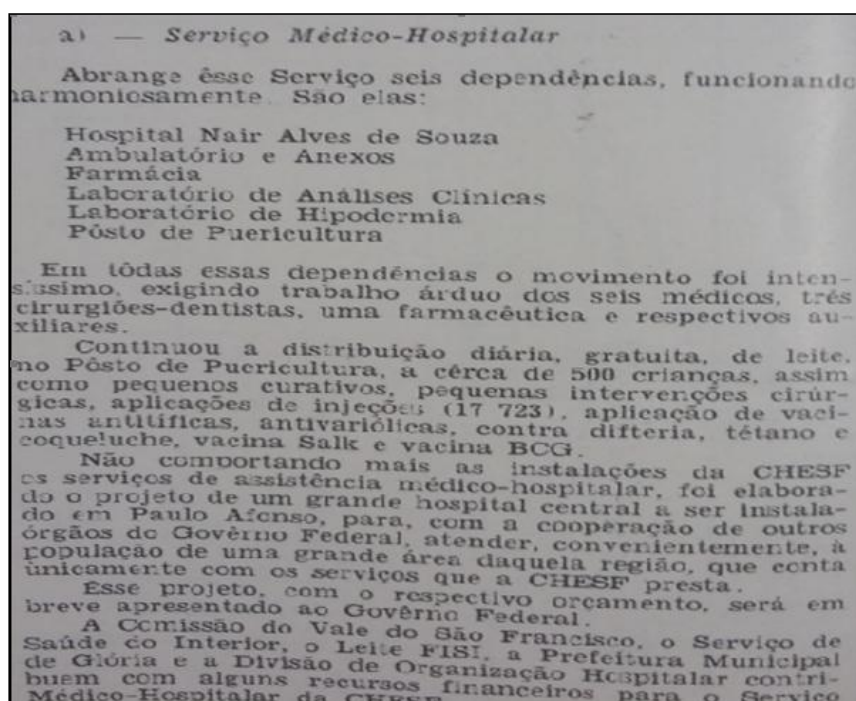 a) — Serviço Médico-Hospitalar
Abrange êsse Serviço seis dependências, funcionando
harmoniosamente. São elas:
Hospital Nair Alves de Souza
Ambulatório e Anexos
Farmácia
Laboratório de Análises Clínicas
Laboratório de Hipodermia
Pôsto de Puericultura
Em tôdas essas dependências o movimento foi inten-
síssimo, exigindo trabalho árduo dos seis médicos, três
cirurgiões-dentistas, uma farmacêutica e respectivos au-
xiliares.
Continuou a distribuição diária, gratuita, de leite,
no Pôsto de Puericultura, a cêrca de 500 crianças, assim
como pequenos curativos, pequenas intervenções cirúr-
gicas, aplicações de injeções (17 723), aplicação de vaci-
nas antitíficas, antivariólicas, contra difteria, tétano e
coqueluche, vacina Salk e vacina BCG.
Não comportando mais as instalações da CHESF
os serviços de assistência médico-hospitalar, foi elabora-
do o projeto de um grande hospital central a ser instala-
do em Paulo Afonso, para, com a cooperação de outros
órgãos do Govêrno Federal, atender, convenientemente, à
população de uma grande área daquela região, que conta
ùnicamente com os serviços que a CHESF presta.
Êsse projeto, com o respectivo orçamento, será em
breve apresentado ao Govêrno Federal.
A Comissão do Vale do São Francisco, o Serviço de
Saúde do Interior, o Leite FISI, a Prefeitura Municipal
de Glória e a Divisão de Organização Hospitalar contri-
buem com alguns recursos financeiros para o Serviço
Médico-Hospitalar da CHESF